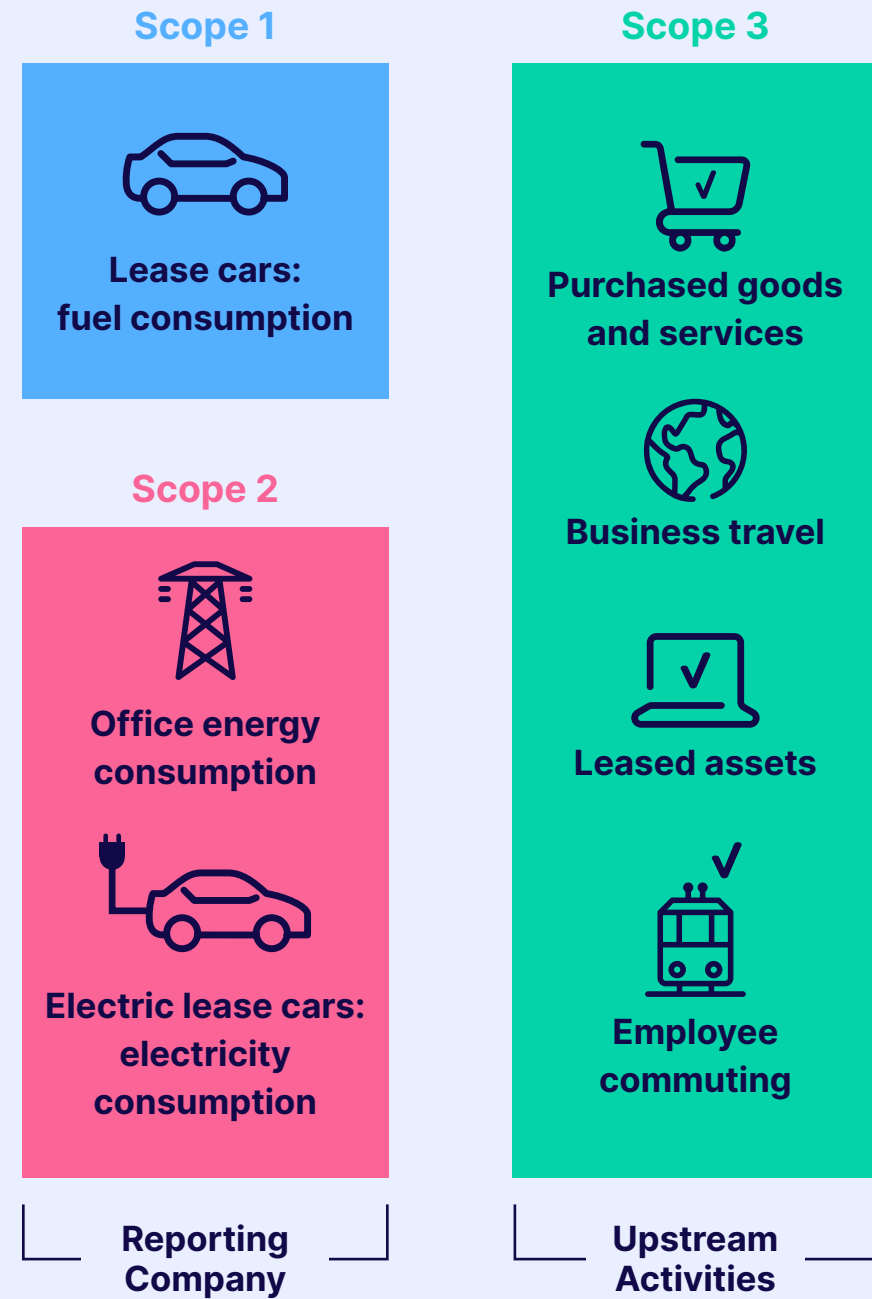 Scope 1
Lease cars:
fuel consumption
Scope 2
Office energy
consumption
Electric lease cars:
electricity
consumption
Reporting
Company
Scope 3
Purchased goods
and services
Business travel
Leased assets
Employee
commuting
Upstream
Activities